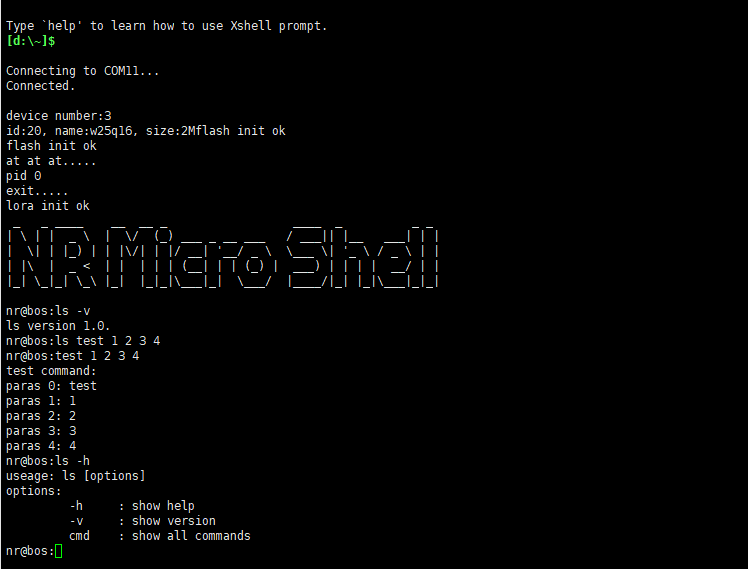 Type `help' to learn how to use Xshell prompt.
[d:\~]$
Connecting to COM11...
Connected.
device number:3
id:20, name:w25q16, size:2Mflash init ok
flash init ok
at at at.....
pid 0
exit.....
lora init ok
NR Micro Shell
nr@bos:ls -v
ls version 1.0.
nr@bos:ls test 1 2 3 4
nr@bos:test 1 2 3 4
test command:
paras 0: test
paras 1: 1
paras 2: 2
paras 3: 3
paras 4: 4
nr@bos:ls -h
useage: ls [options]
options:
-h : show help
-v : show version
cmd : show all commands
nr@bos: